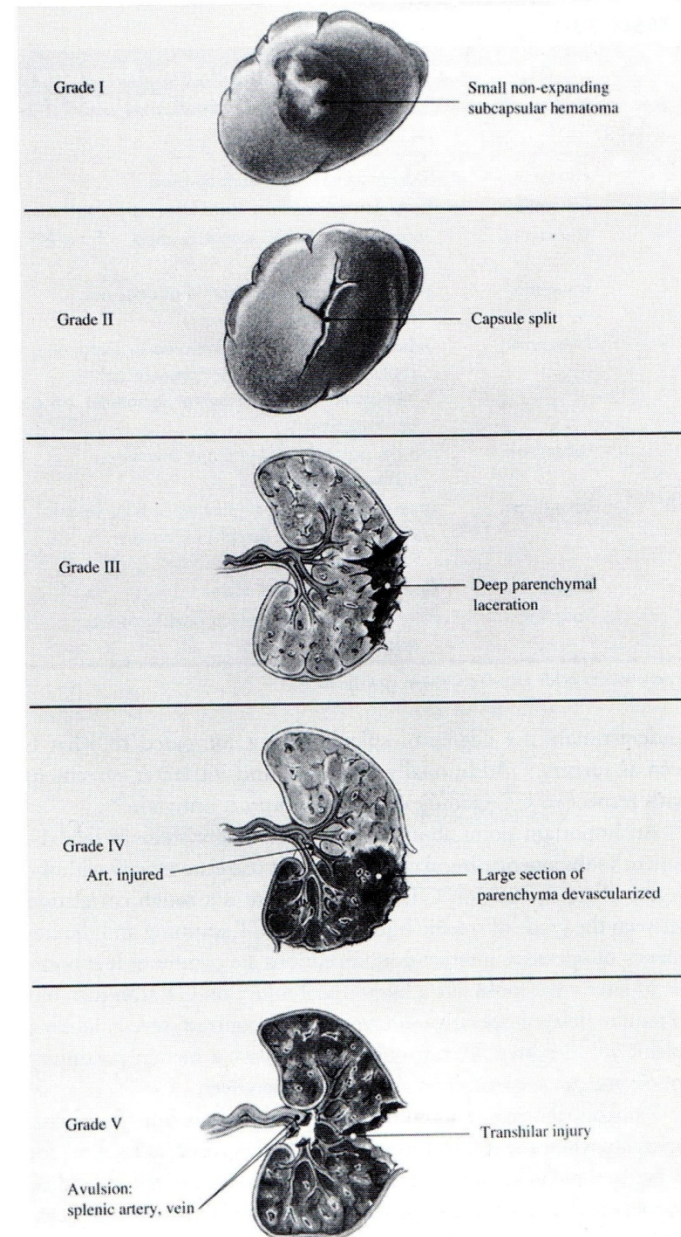 Grade I
Small non-expanding
subcapsular hematoma
Grade II
Capsule split
Grade III
Deep parenchymal
laceration
Grade IV
Art. injured
Large section of
parenchyma devascularized
Grade V
Transhilar injury
Avulsion:
splenic artery, vein